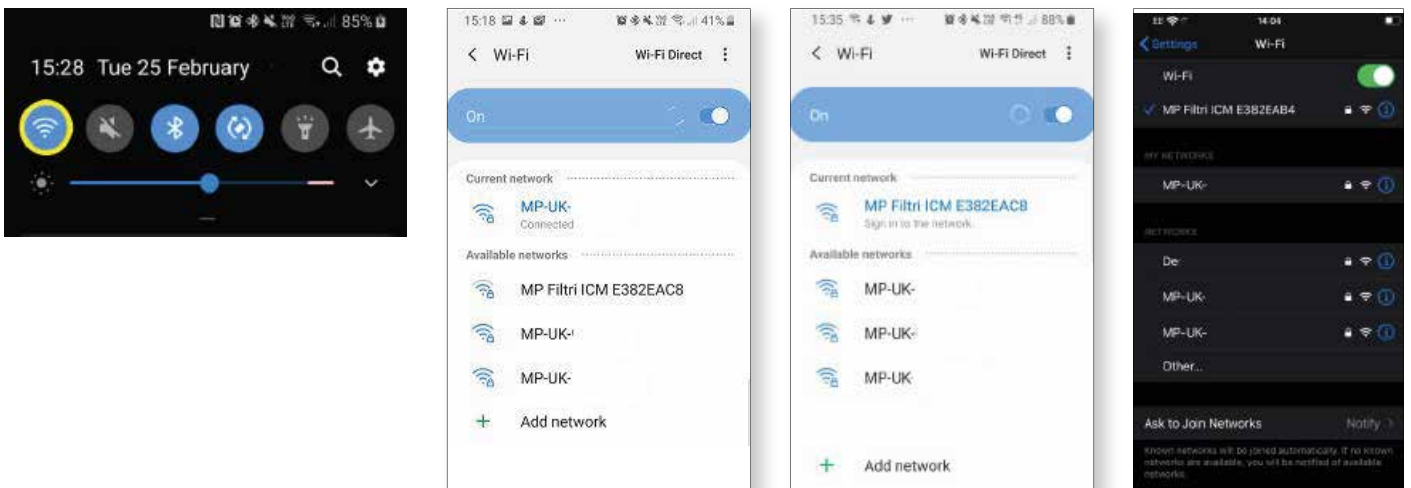 85%
15:28 Tue 25 February
15:18 ··· 41%
< Wi-Fi Wi-Fi Direct
On
Current network
MP-UK-
Connected
Available networks
MP Filtri ICM E382EAC8
MP-UK-
MP-UK-
+ Add network
15:35 ··· 88%
< Wi-Fi Wi-Fi Direct
On
Current network
MP Filtri ICM E382EAC8
Sign in to the network.
Available networks
MP-UK-
MP-UK-
MP-UK-
+ Add network
EE 14:04
< Settings Wi-Fi
Wi-Fi
✓ MP Filtri ICM E382EAB4
MY NETWORKS
MP-UK-
NETWORKS
De
MP-UK-
MP-UK-
Other...
Ask to Join Networks Notify >
Known networks will be joined automatically. If no known
networks are available, you will be notified of available
networks.